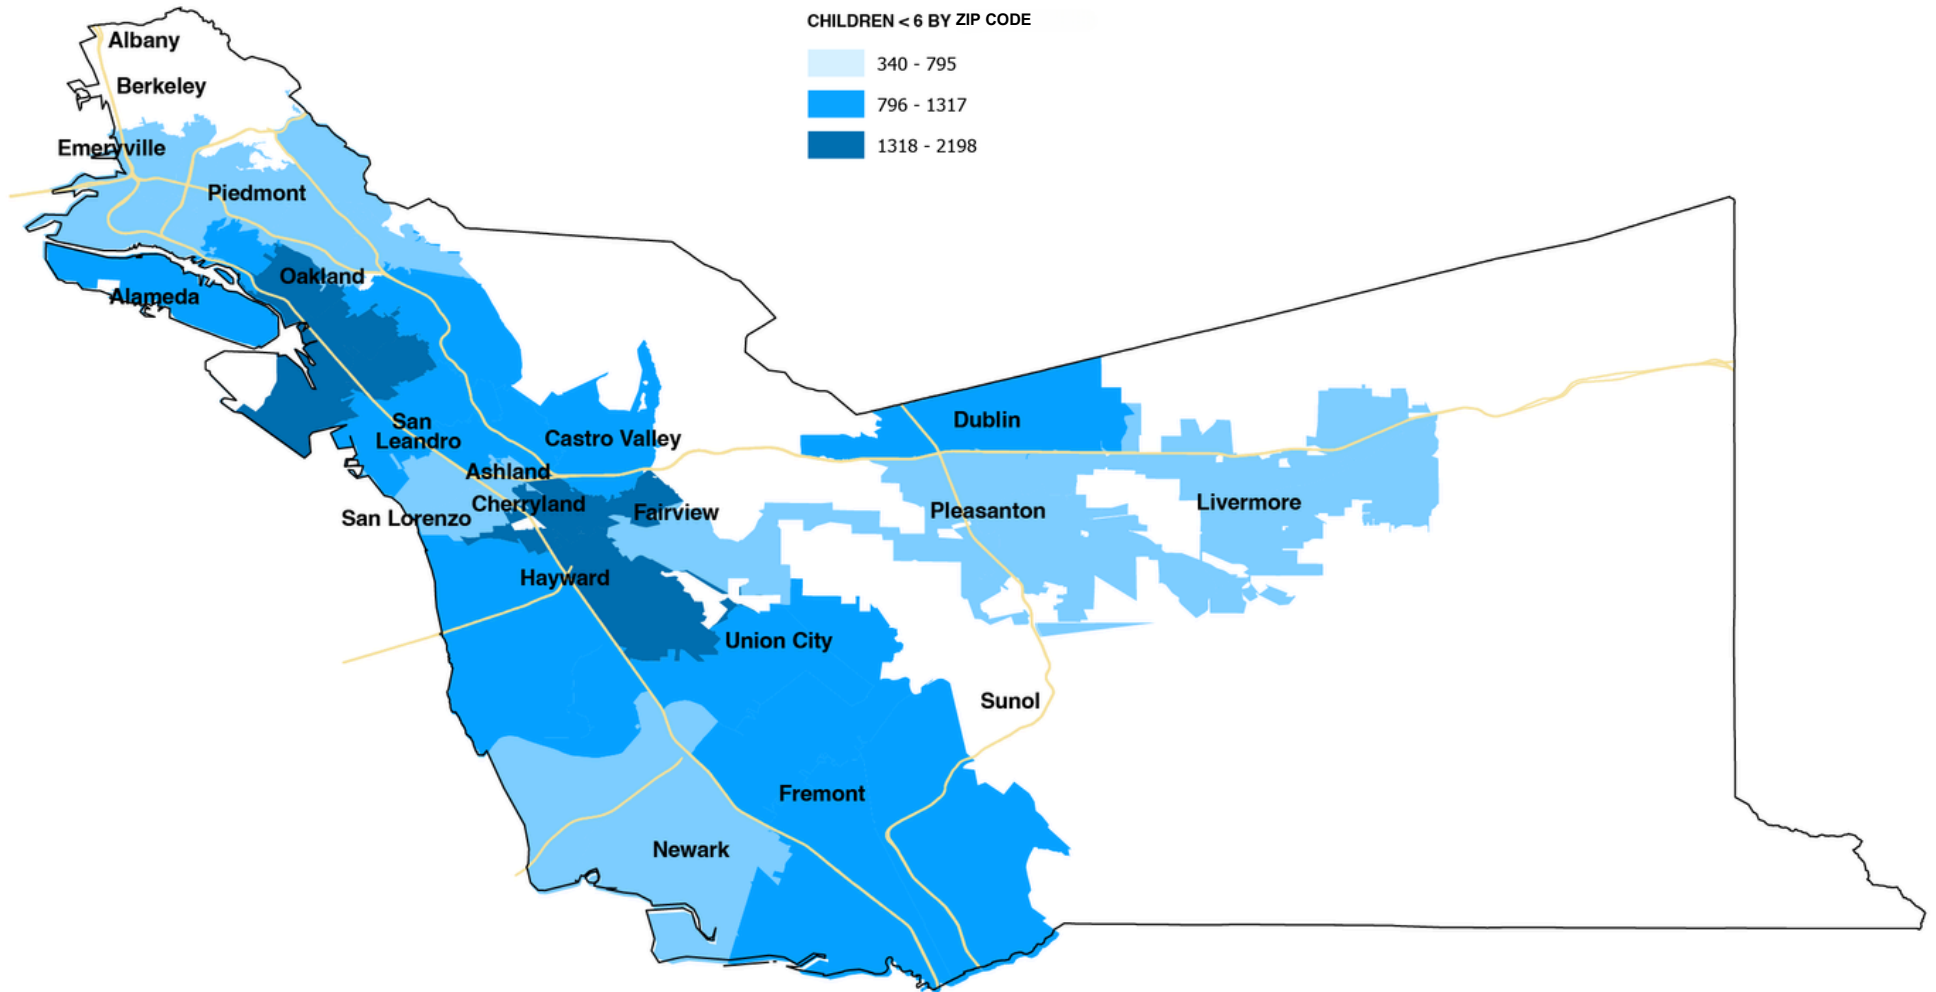 CHILDREN < 6 BY ZIP CODE
340 - 795
796 - 1317
1318 - 2198
Albany
Berkeley
Emeryville
Piedmont
Oakland
Alameda
San
Leandro
Castro Valley
Dublin
Ashland
Cherryland
San Lorenzo
Fairview
Pleasanton
Livermore
Hayward
Union City
Sunol
Fremont
Newark